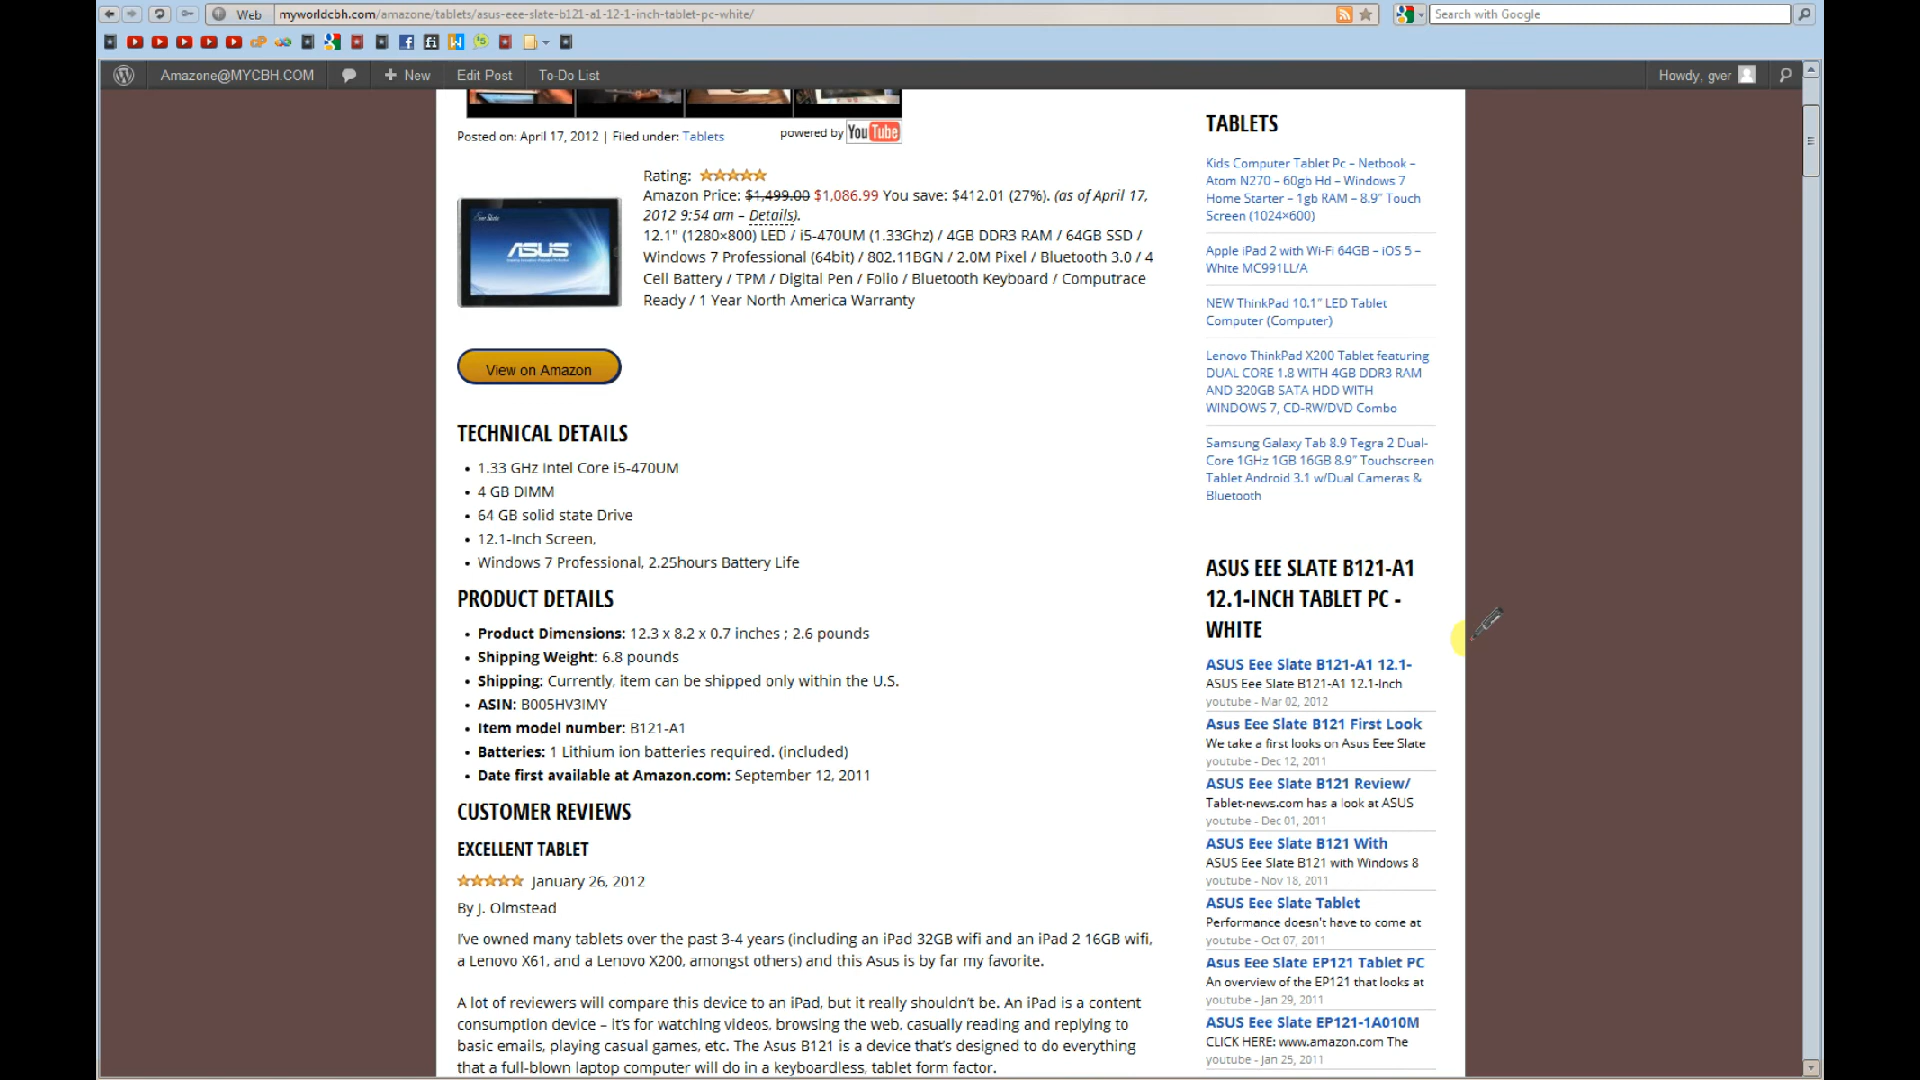 Web myworldcbh.com/amazone/tablets/asus-eee-slate-b121-a1-12-1-inch-tablet-pc-white/ Search with Google
Amazone@MYCBH.COM + New Edit Post To-Do List Howdy, gver
Posted on: April 17, 2012 | Filed under: Tablets powered by YouTube
Rating:
Amazon Price: $1,499.00 $1,086.99 You save: $412.01 (27%). (as of April 17,
2012 9:54 am – Details).
12.1" (1280×800) LED / i5-470UM (1.33Ghz) / 4GB DDR3 RAM / 64GB SSD /
Windows 7 Professional (64bit) / 802.11BGN / 2.0M Pixel / Bluetooth 3.0 / 4
Cell Battery / TPM / Digital Pen / Folio / Bluetooth Keyboard / Computrace
Ready / 1 Year North America Warranty
Eee Slate
ASUS
View on Amazon
TECHNICAL DETAILS
• 1.33 GHz Intel Core i5-470UM
• 4 GB DIMM
• 64 GB solid state Drive
• 12.1-Inch Screen,
• Windows 7 Professional, 2.25hours Battery Life
PRODUCT DETAILS
• Product Dimensions: 12.3 x 8.2 x 0.7 inches ; 2.6 pounds
• Shipping Weight: 6.8 pounds
• Shipping: Currently, item can be shipped only within the U.S.
• ASIN: B005HV3IMY
• Item model number: B121-A1
• Batteries: 1 Lithium ion batteries required. (included)
• Date first available at Amazon.com: September 12, 2011
CUSTOMER REVIEWS
EXCELLENT TABLET
January 26, 2012
By J. Olmstead
I've owned many tablets over the past 3-4 years (including an iPad 32GB wifi and an iPad 2 16GB wifi,
a Lenovo X61, and a Lenovo X200, amongst others) and this Asus is by far my favorite.
A lot of reviewers will compare this device to an iPad, but it really shouldn't be. An iPad is a content
consumption device – it's for watching videos, browsing the web, casually reading and replying to
basic emails, playing casual games, etc. The Asus B121 is a device that's designed to do everything
that a full-blown laptop computer will do in a keyboardless, tablet form factor.
TABLETS
Kids Computer Tablet Pc – Netbook –
Atom N270 – 60gb Hd – Windows 7
Home Starter – 1gb RAM – 8.9" Touch
Screen (1024×600)
Apple iPad 2 with Wi-Fi 64GB – iOS 5 –
White MC991LL/A
NEW ThinkPad 10.1" LED Tablet
Computer (Computer)
Lenovo ThinkPad X200 Tablet featuring
DUAL CORE 1.8 WITH 4GB DDR3 RAM
AND 320GB SATA HDD WITH
WINDOWS 7, CD-RW/DVD Combo
Samsung Galaxy Tab 8.9 Tegra 2 Dual-
Core 1GHz 1GB 16GB 8.9" Touchscreen
Tablet Android 3.1 w/Dual Cameras &
Bluetooth
ASUS EEE SLATE B121-A1
12.1-INCH TABLET PC -
WHITE
ASUS Eee Slate B121-A1 12.1-
ASUS Eee Slate B121-A1 12.1-Inch
youtube - Mar 02, 2012
Asus Eee Slate B121 First Look
We take a first looks on Asus Eee Slate
youtube - Dec 12, 2011
ASUS Eee Slate B121 Review/
Tablet-news.com has a look at ASUS
youtube - Dec 01, 2011
ASUS Eee Slate B121 With
ASUS Eee Slate B121 with Windows 8
youtube - Nov 18, 2011
ASUS Eee Slate Tablet
Performance doesn't have to come at
youtube - Oct 07, 2011
Asus Eee Slate EP121 Tablet PC
An overview of the EP121 that looks at
youtube - Jan 29, 2011
ASUS Eee Slate EP121-1A010M
CLICK HERE: www.amazon.com The
youtube - Jan 25, 2011